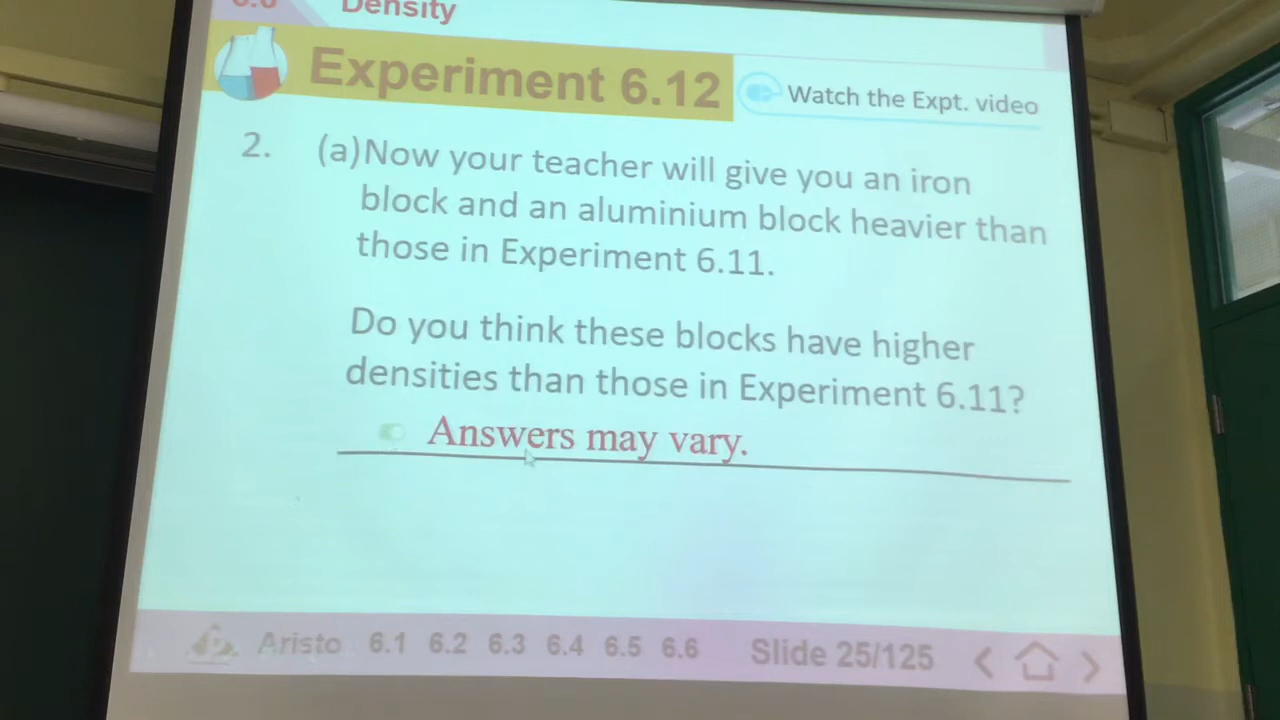 6.6 Density
Experiment 6.12 Watch the Expt. video
2. (a) Now your teacher will give you an iron
block and an aluminium block heavier than
those in Experiment 6.11.
Do you think these blocks have higher
densities than those in Experiment 6.11?
Answers may vary.
Aristo 6.1 6.2 6.3 6.4 6.5 6.6 Slide 25/125